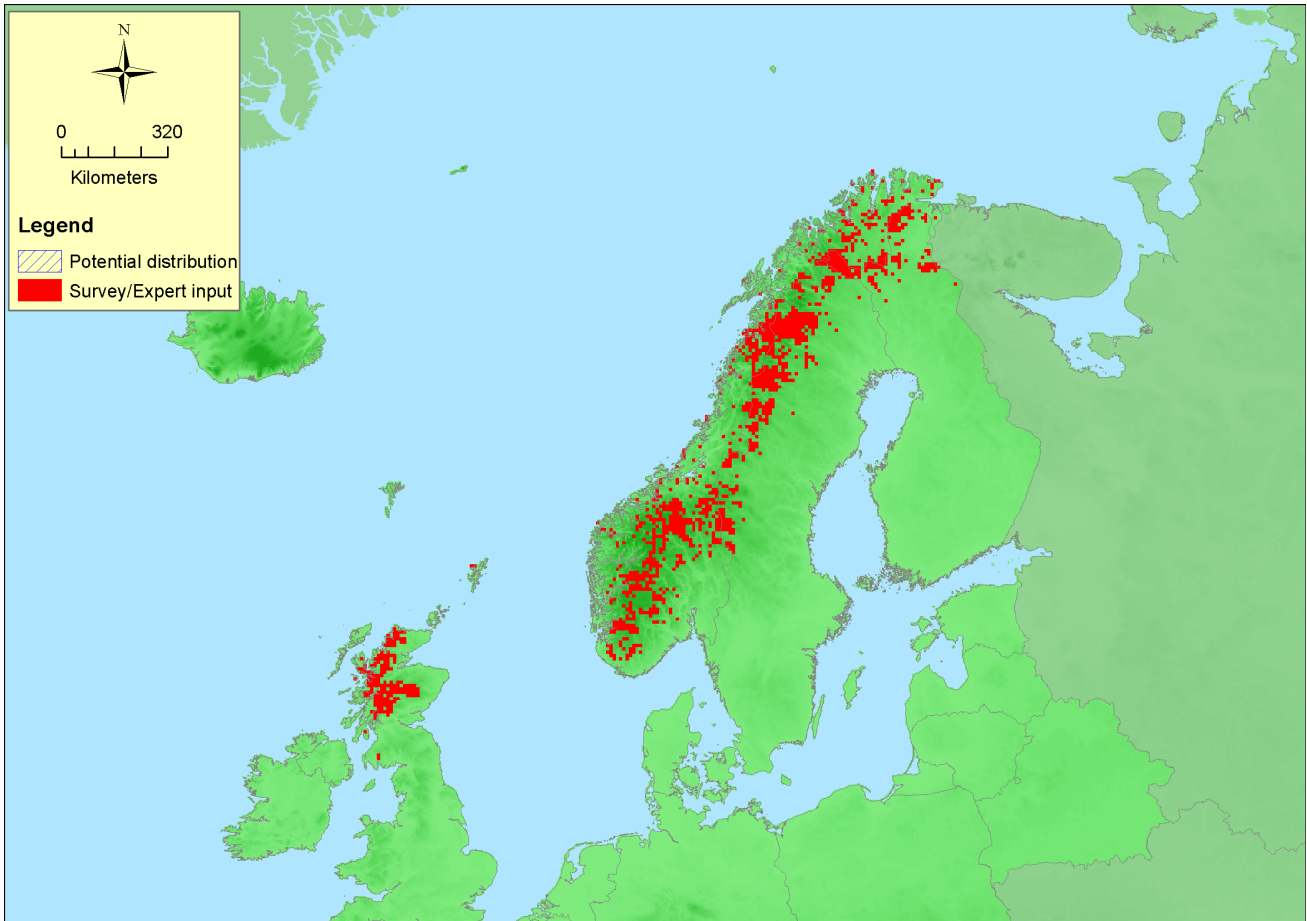 N
0 320
Kilometers
Legend
Potential distribution
Survey/Expert input